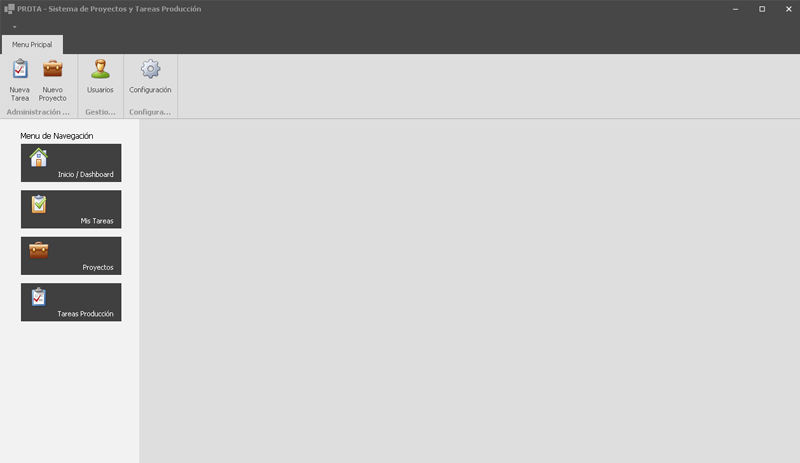 PROTA - Sistema de Proyectos y Tareas Producción
Menu Pricipal
Nueva Tarea
Nuevo Proyecto
Usuarios
Configuración
Administración ...
Gestio...
Configura...
Menu de Navegación
Inicio / Dashboard
Mis Tareas
Proyectos
Tareas Producción